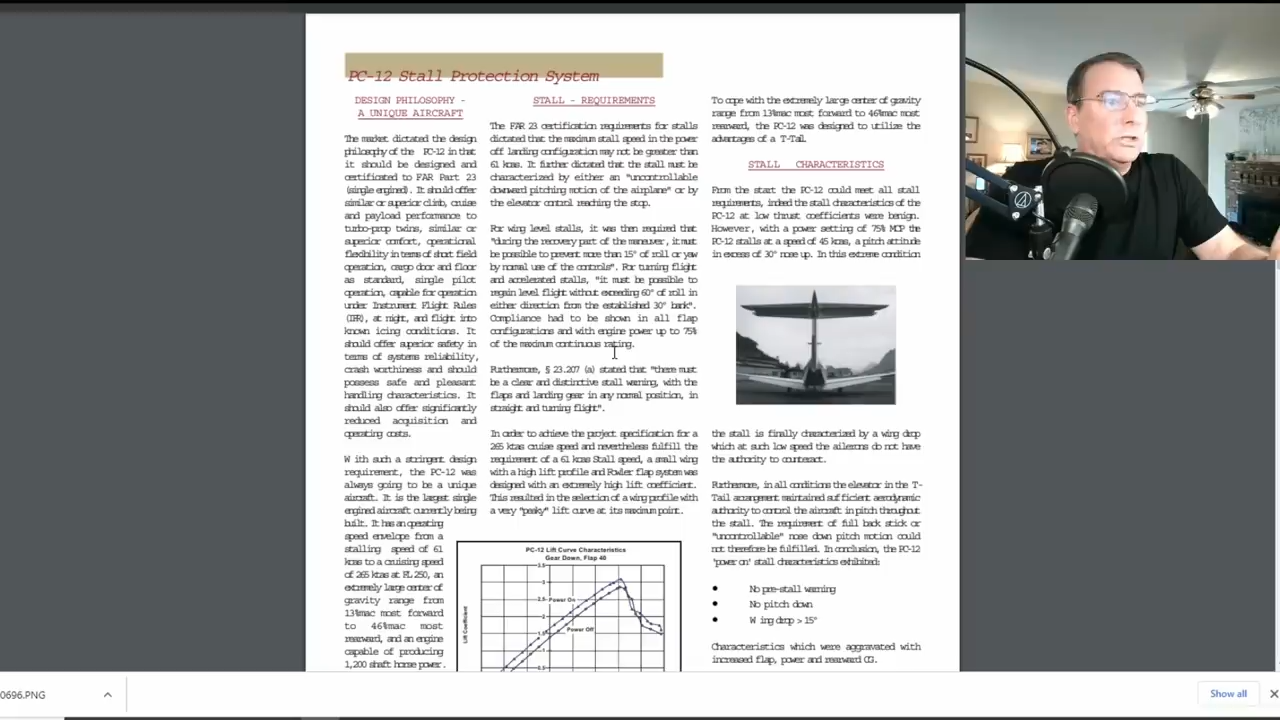 PC-12 Stall Protection System
DESIGN PHILOSOPHY -
A UNIQUE AIRCRAFT
The market dictated the design
philosophy of the PC-12 in that
it should be designed and
certificated to FAR Part 23
(single engined). It should offer
similar or superior climb, cruise
and payload performance to
turbo-prop twins, similar or
superior comfort, operational
flexibility in terms of short field
operation, cargo door and floor
as standard, single pilot
operation, capable for operation
under Instrument Flight Rules
(IFR), at night, and flight into
known icing conditions. It
should offer superior safety in
terms of systems reliability,
crash worthiness and should
possess safe and pleasant
handling characteristics. It
should also offer significantly
reduced acquisition and
operating costs.
W ith such a stringent design
requirement, the PC-12 was
always going to be a unique
aircraft. It is the largest single
engined aircraft currently being
built. It has an operating
speed envelope from a
stalling speed of 61
kcas to a cruising speed
of 265 ktas at FL 250, an
extremely large center of
gravity range from
13%mac most forward
to 46%mac most
rearward, and an engine
capable of producing
1,200 shaft horse power.
STALL - REQUIREMENTS
The FAR 23 certification requirements for stalls
dictated that the maximum stall speed in the power
off landing configuration may not be greater than
61 kcas. It further dictated that the stall must be
characterized by either an "uncontrollable
downward pitching motion of the airplane" or by
the elevator control reaching the stop.
For wing level stalls, it was then required that
"during the recovery part of the maneuver, it must
be possible to prevent more than 15° of roll or yaw
by normal use of the controls". For turning flight
and accelerated stalls, "it must be possible to
regain level flight without exceeding 60° of roll in
either direction from the established 30° bank".
Compliance had to be shown in all flap
configurations and with engine power up to 75%
of the maximum continuous rating.
Furthermore, § 23.207 (a) stated that "there must
be a clear and distinctive stall warning, with the
flaps and landing gear in any normal position, in
straight and turning flight".
In order to achieve the project specification for a
265 ktas cruise speed and nevertheless fulfill the
requirement of a 61 kcas Stall speed, a small wing
with a high lift profile and Fowler flap system was
designed with an extremely high lift coefficient.
This resulted in the selection of a wing profile with
a very "peaky" lift curve at its maximum point.
PC-12 Lift Curve Characteristics
Gear Down, Flap 40
3.5
3
2
1.5
0.5
Lift Coefficient
Power On
Power Off
To cope with the extremely large center of gravity
range from 13%mac most forward to 46%mac most
rearward, the PC-12 was designed to utilize the
advantages of a T-Tail.
STALL CHARACTERISTICS
From the start the PC-12 could meet all stall
requirements, indeed the stall characteristics of the
PC-12 at low thrust coefficients were benign.
However, with a power setting of 75% MCP the
PC-12 stalls at a speed of 45 kcas, a pitch attitude
in excess of 30° nose up. In this extreme condition
the stall is finally characterized by a wing drop
which at such low speed the ailerons do not have
the authority to counteract.
Furthermore, in all conditions the elevator in the T-
Tail arrangement maintained sufficient aerodynamic
authority to control the aircraft in pitch throughout
the stall. The requirement of full back stick or
"uncontrollable" nose down pitch motion could
not therefore be fulfilled. In conclusion, the PC-12
'power on' stall characteristics exhibited:
• No pre-stall warning
• No pitch down
• W ing drop > 15°
Characteristics which were aggravated with
increased flap, power and rearward CG.
0696.PNG
Show all